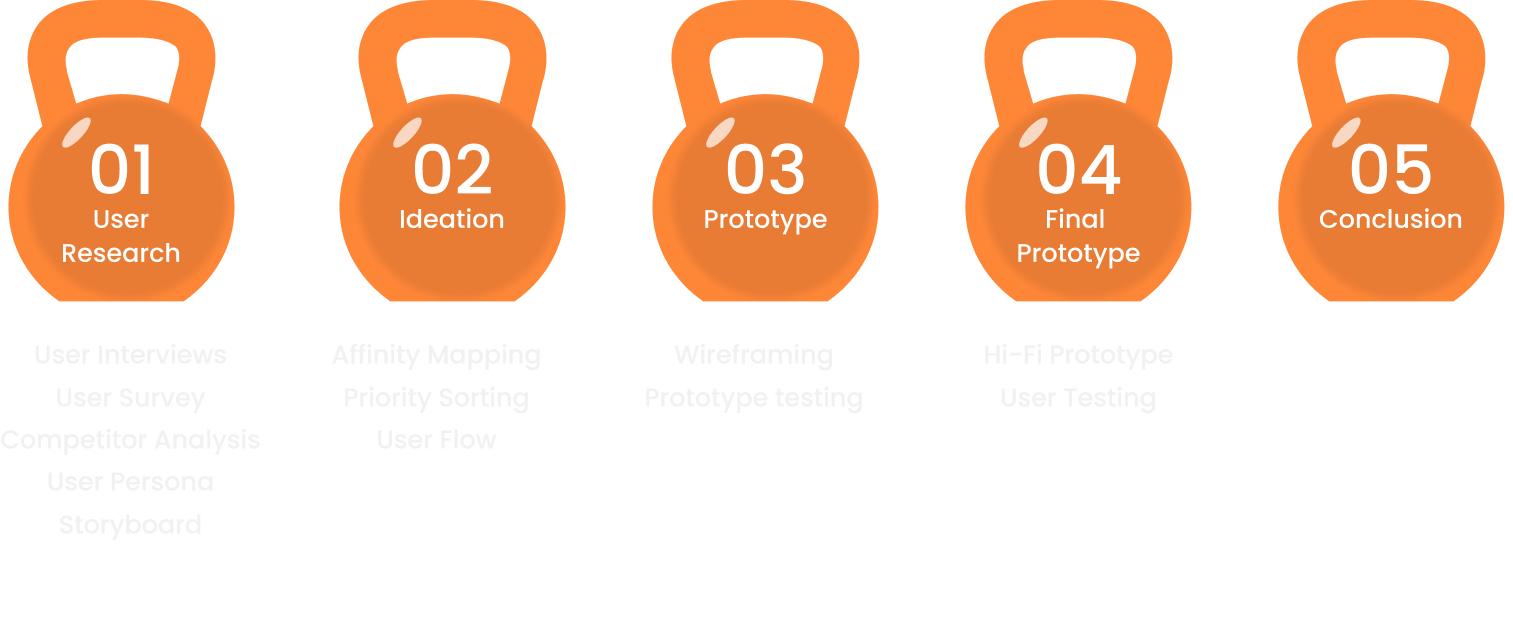 01
User
Research
User Interviews
User Survey
Competitor Analysis
User Persona
Storyboard
02
Ideation
Affinity Mapping
Priority Sorting
User Flow
03
Prototype
Wireframing
Prototype testing
04
Final
Prototype
Hi-Fi Prototype
User Testing
05
Conclusion